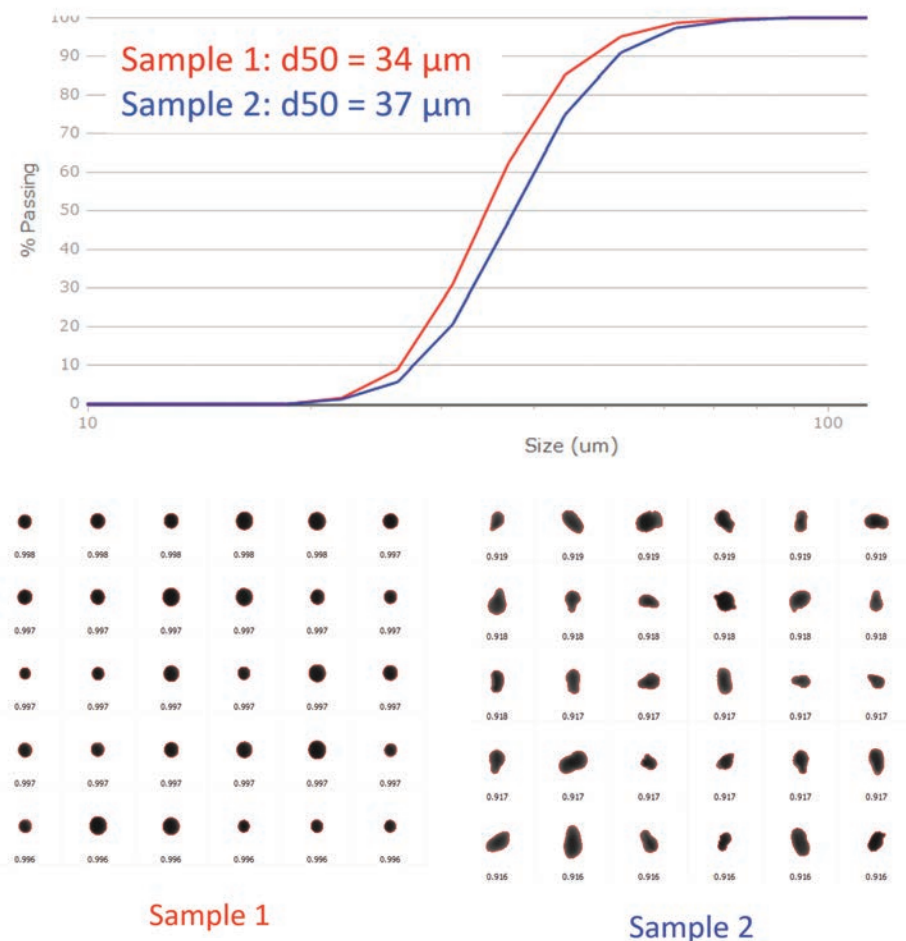 100
Sample 1: d50 = 34 µm
90
Sample 2: d50 = 37 µm
80
70
60
50
40
30
20
10
0
% Passing
10 100
Size (um)
0.998 0.998 0.998 0.998 0.998 0.997
0.997 0.997 0.997 0.997 0.997 0.997
0.997 0.997 0.997 0.997 0.997 0.997
0.997 0.997 0.997 0.997 0.997 0.997
0.996 0.996 0.996 0.996 0.996 0.996
Sample 1
0.919 0.919 0.919 0.919 0.919 0.919
0.918 0.918 0.918 0.918 0.918 0.918
0.918 0.917 0.917 0.917 0.917 0.917
0.917 0.917 0.917 0.917 0.917 0.917
0.916 0.916 0.916 0.916 0.916 0.916
Sample 2